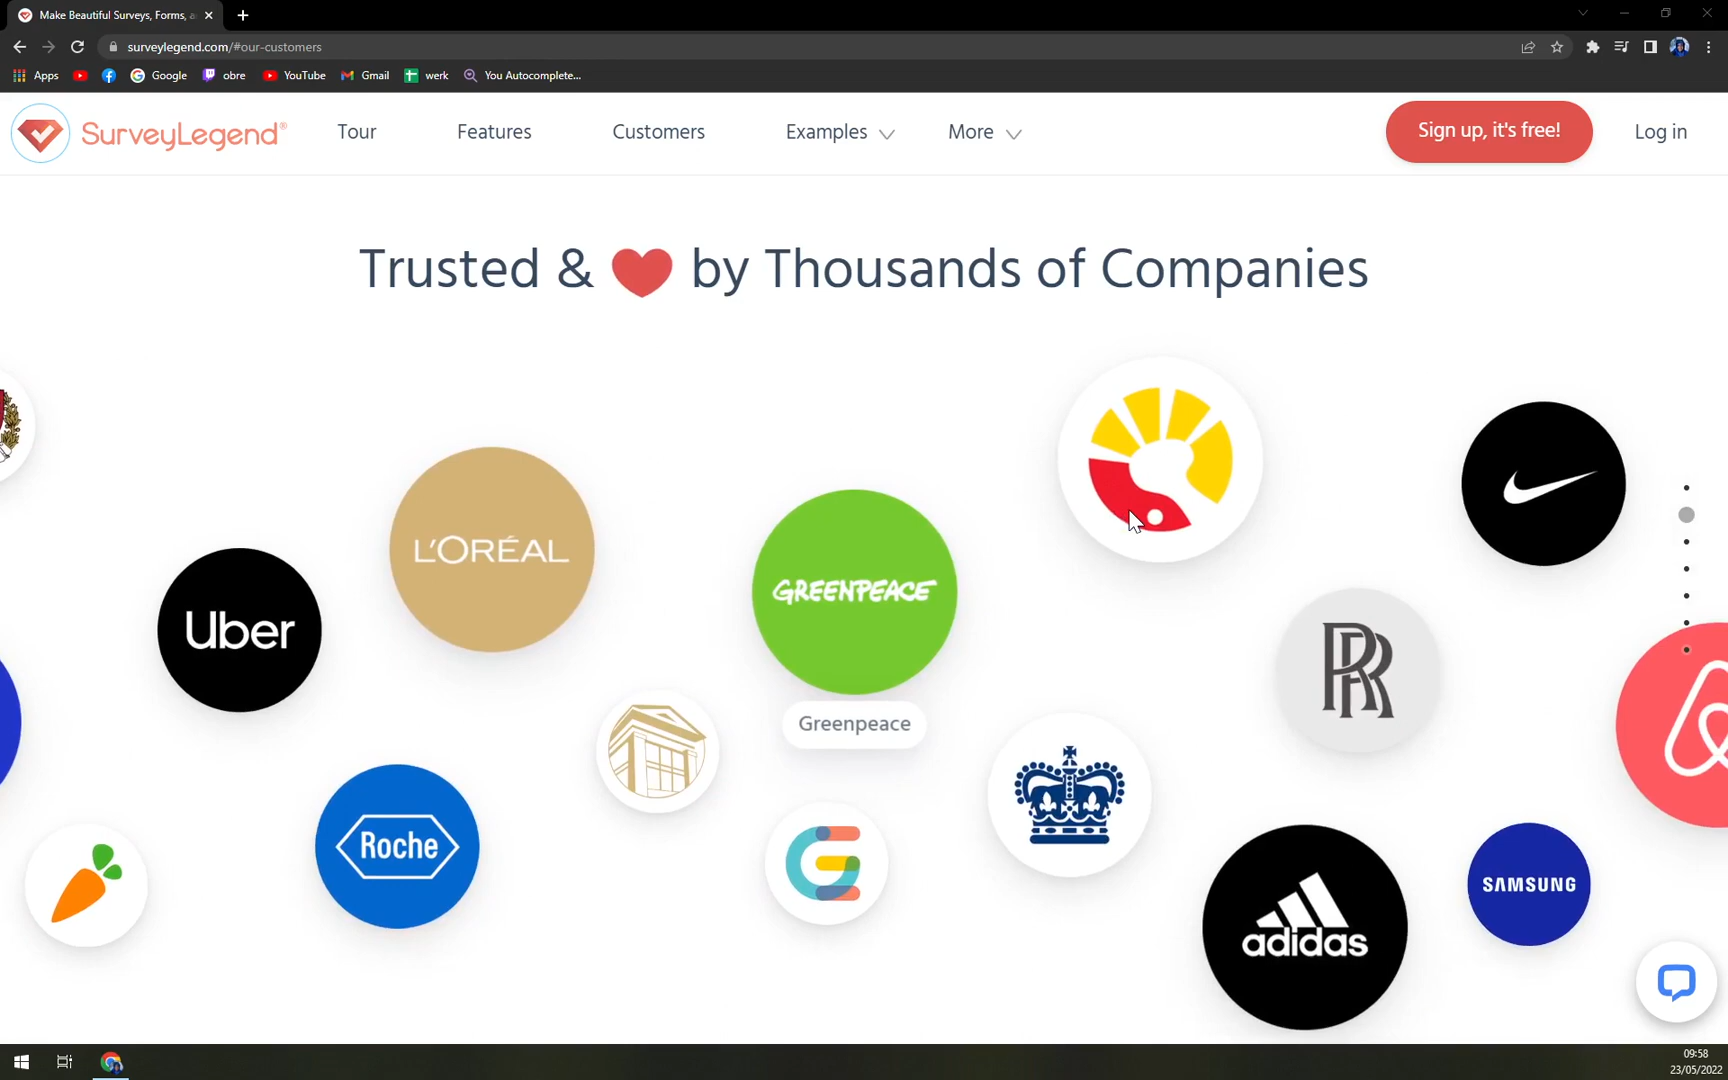 Make Beautiful Surveys, Forms, a
surveylegend.com/#our-customers
Apps
Google
obre
YouTube
Gmail
werk
You Autocomplete...
SurveyLegend®
Tour
Features
Customers
Examples
More
Sign up, it's free!
Log in
Trusted & ❤ by Thousands of Companies
L'ORÉAL
GREENPEACE
Uber
Greenpeace
RR
Roche
adidas
SAMSUNG
09:58
23/05/2022